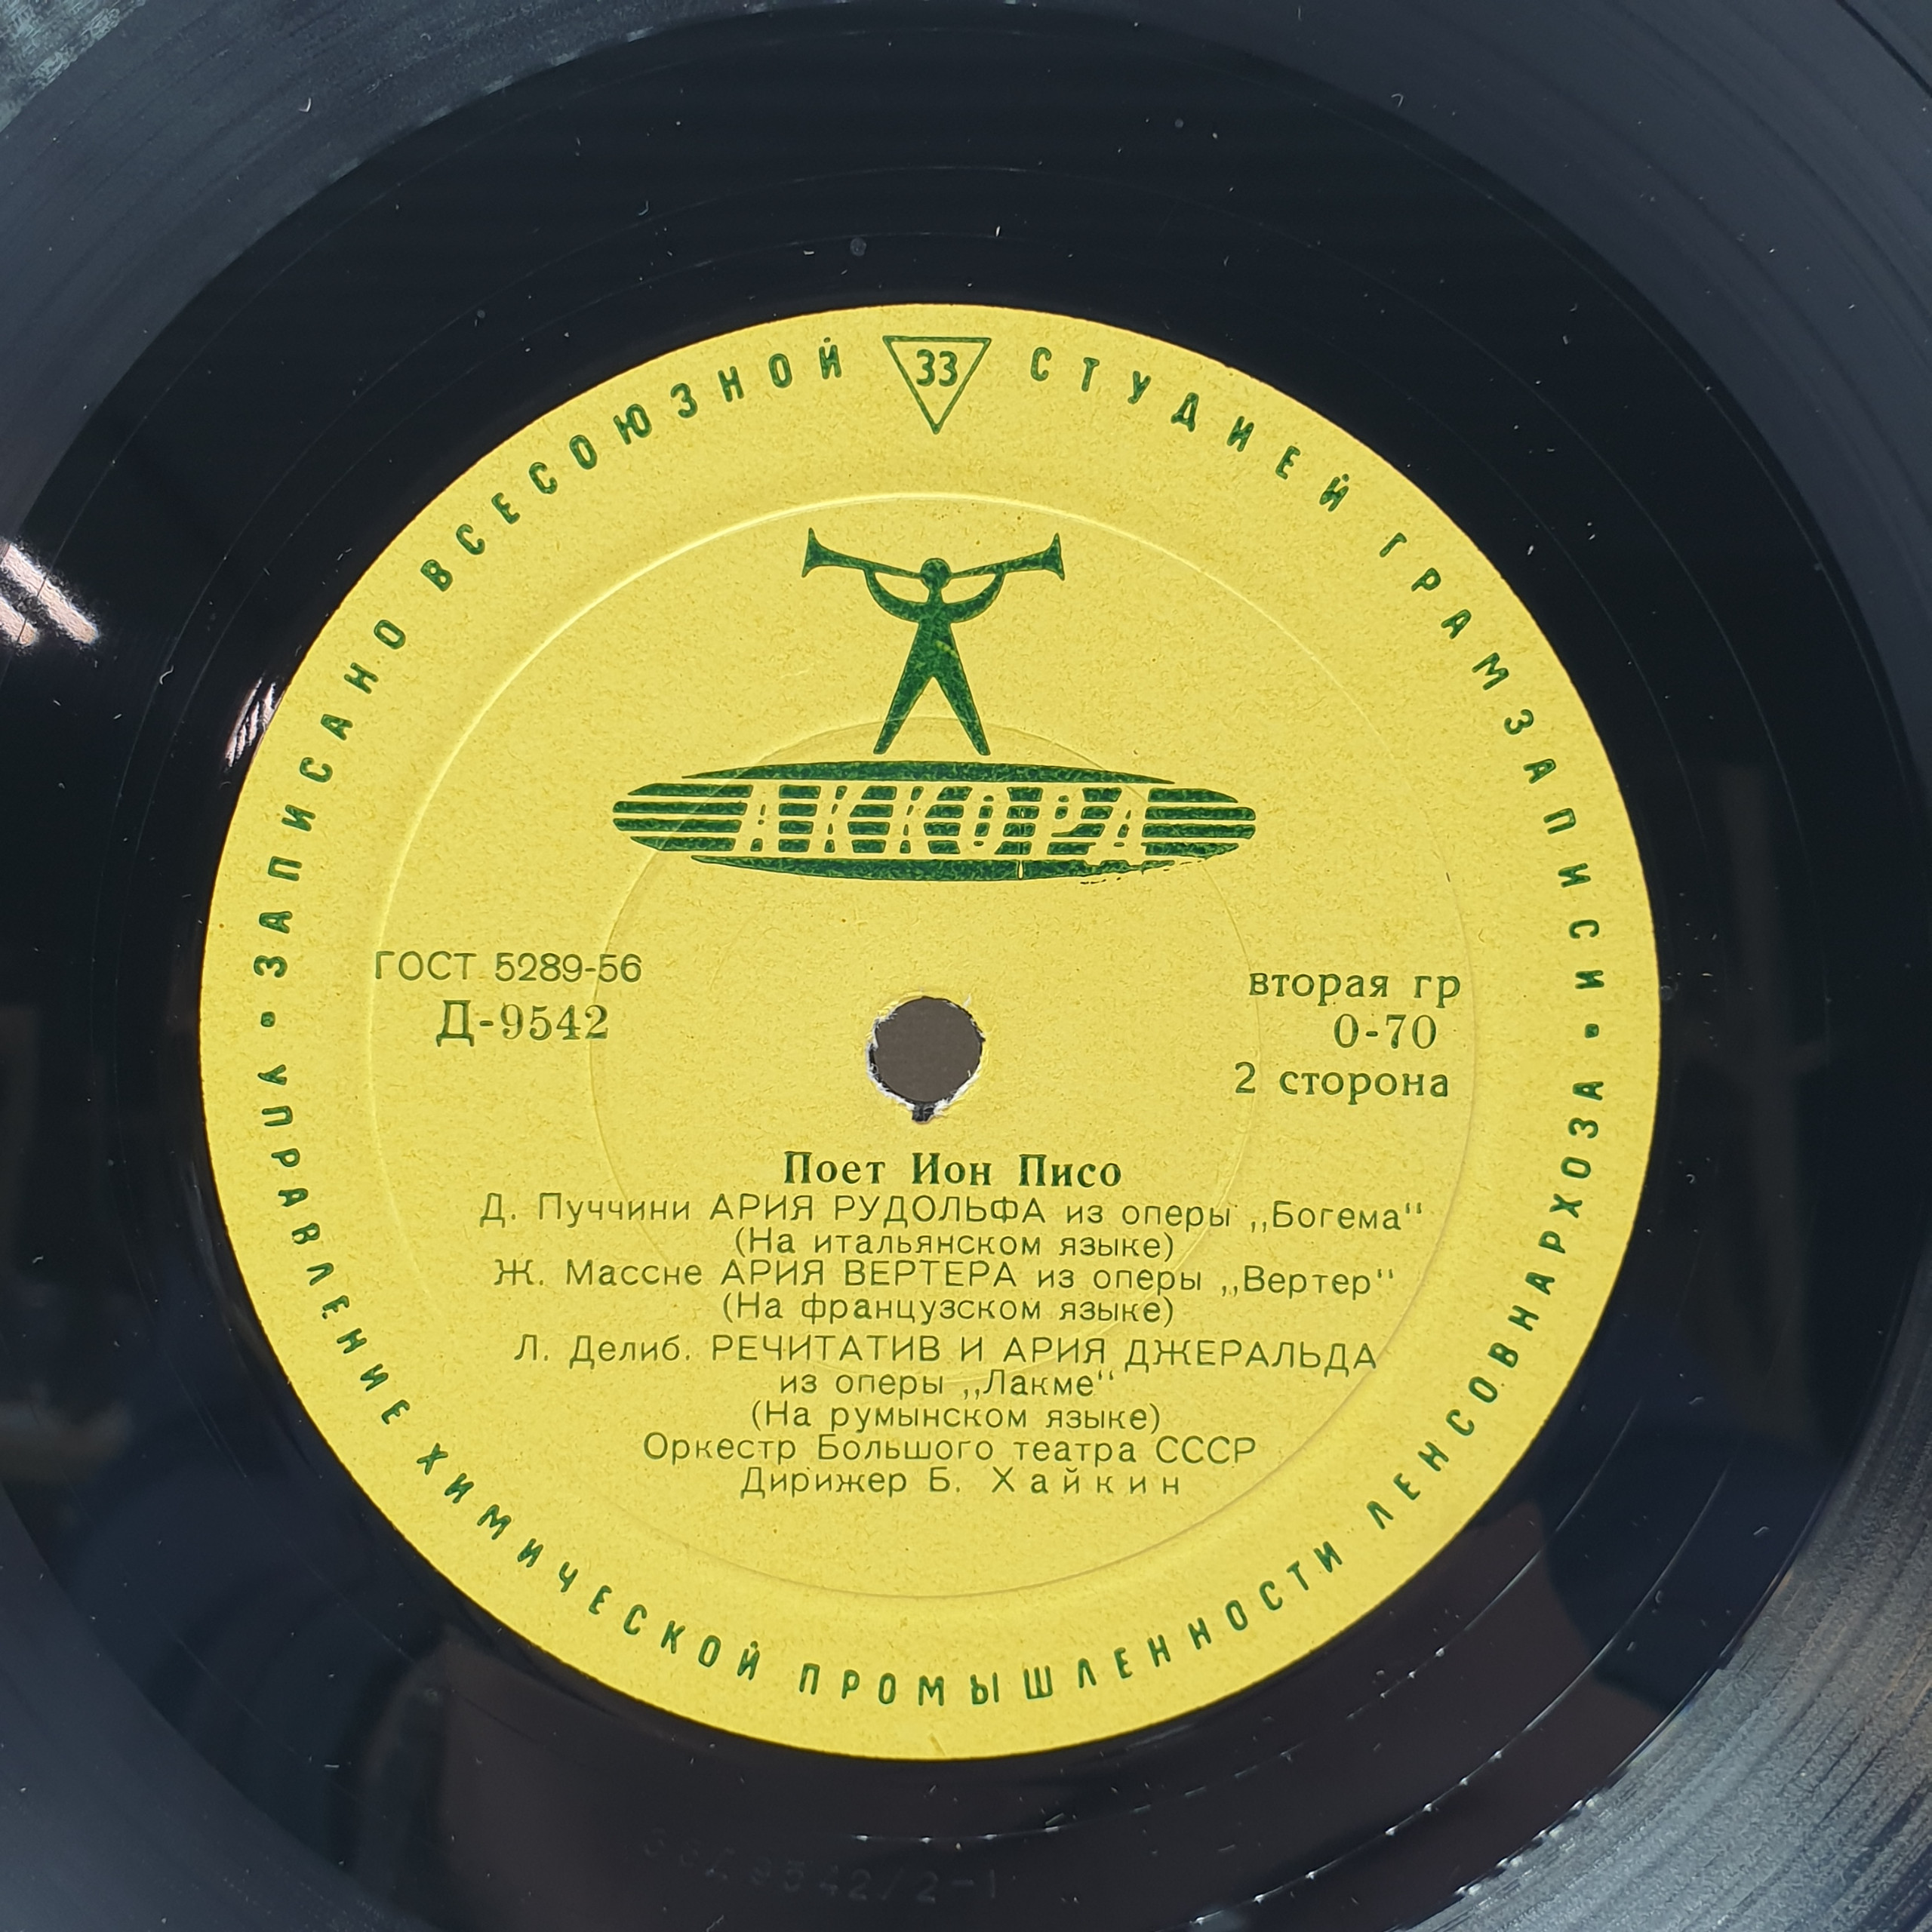 ЗАПИСАНО ВСЕСОЮЗНОЙ 33 СТУДИЕЙ ГРАМЗАПИСИ •
УПРАВЛЕНИЕ ХИМИЧЕСКОЙ ПРОМЫШЛЕННОСТИ ЛЕНСОВНАРХОЗА •
АККОРД
ГОСТ 5289-56
Д-9542
вторая гр
0-70
2 сторона
Поет Ион Писо
Д. Пуччини АРИЯ РУДОЛЬФА из оперы „Богема“
(На итальянском языке)
Ж. Массне АРИЯ ВЕРТЕРА из оперы „Вертер“
(На французском языке)
Л. Делиб. РЕЧИТАТИВ И АРИЯ ДЖЕРАЛЬДА
из оперы „Лакме“
(На румынском языке)
Оркестр Большого театра СССР
Дирижер Б. Хайкин